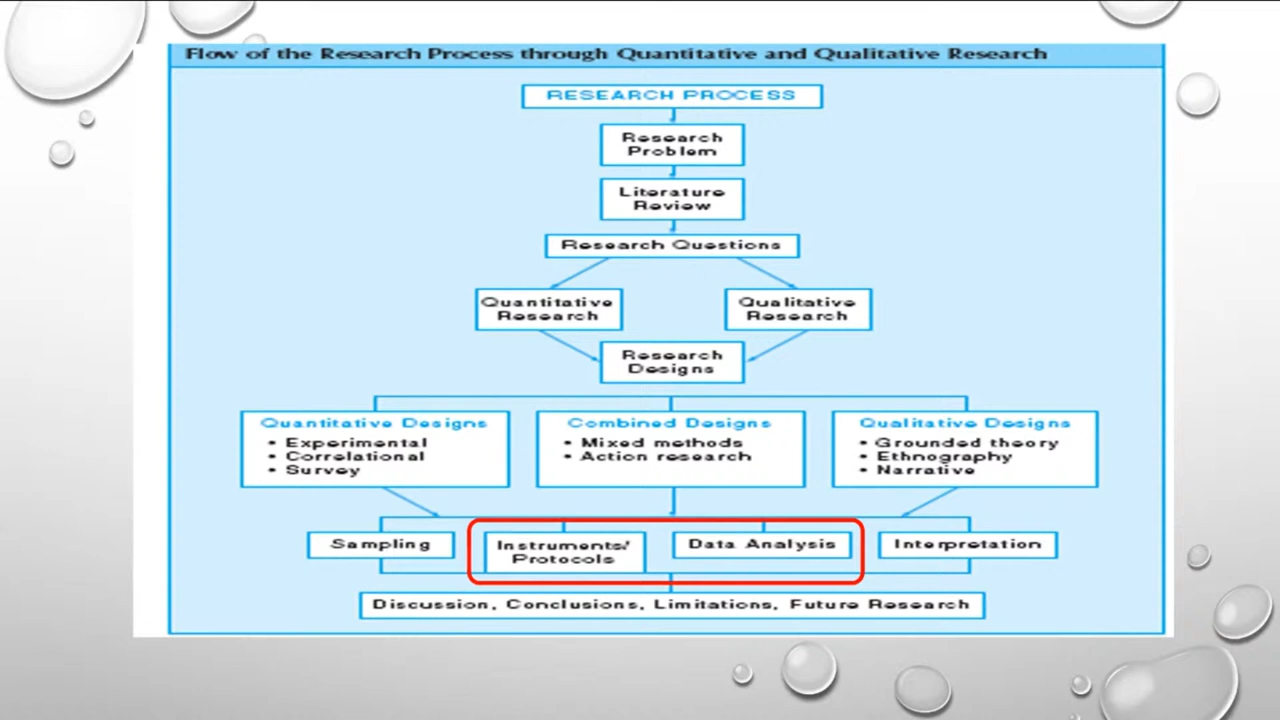 Flow of the Research Process through Quantitative and Qualitative Research
RESEARCH PROCESS
Research
Problem
Literature
Review
Research Questions
Quantitative
Research
Qualitative
Research
Research
Designs
Quantitative Designs
• Experimental
• Correlational
• Survey
Combined Designs
• Mixed methods
• Action research
Qualitative Designs
• Grounded theory
• Ethnography
• Narrative
Sampling
Instruments/
Protocols
Data Analysis
Interpretation
Discussion, Conclusions, Limitations, Future Research